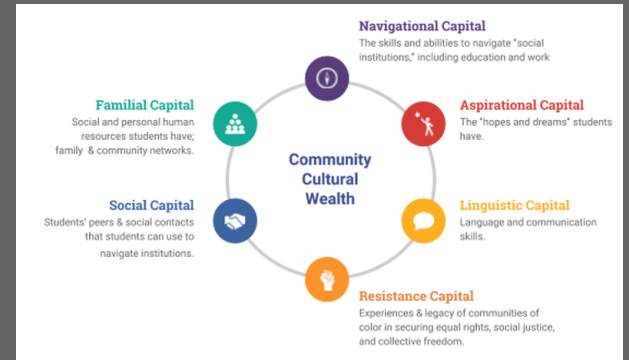 Navigational Capital
The skills and abilities to navigate "social
institutions," including education and work
Familial Capital
Social and personal human
resources students have;
family & community networks.
Aspirational Capital
The "hopes and dreams" students
have.
Community
Cultural
Wealth
Social Capital
Students' peers & social contacts
that students can use to
navigate institutions.
Linguistic Capital
Language and communication
skills.
Resistance Capital
Experiences & legacy of communities of
color in securing equal rights, social justice,
and collective freedom.